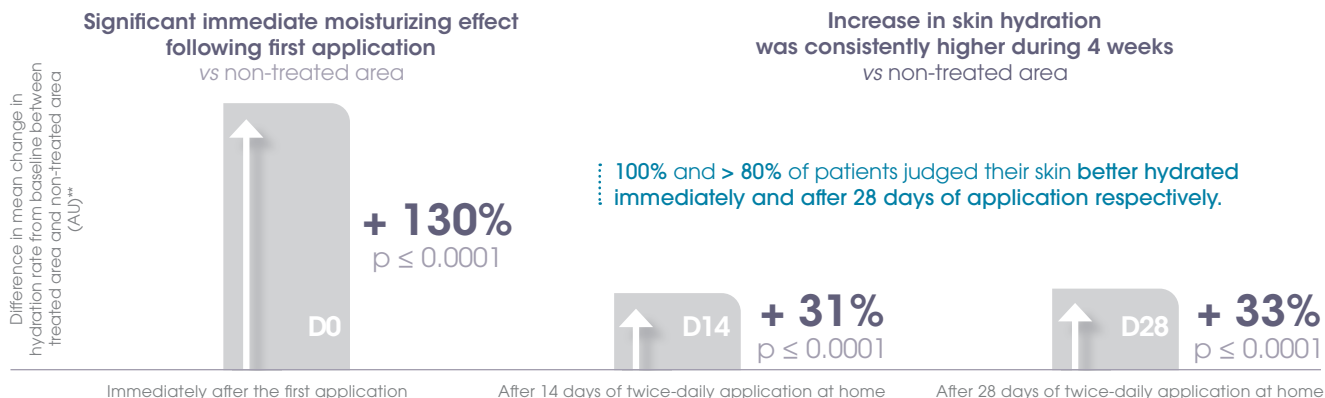 Significant immediate moisturizing effect
following first application
vs non-treated area
Increase in skin hydration
was consistently higher during 4 weeks
vs non-treated area
Difference in mean change in
hydration rate from baseline between
treated area and non-treated area
(AU)**
100% and > 80% of patients judged their skin better hydrated
immediately and after 28 days of application respectively.
+ 130%
p ≤ 0.0001
D0
D14
+ 31%
p ≤ 0.0001
D28
+ 33%
p ≤ 0.0001
Immediately after the first application
After 14 days of twice-daily application at home
After 28 days of twice-daily application at home